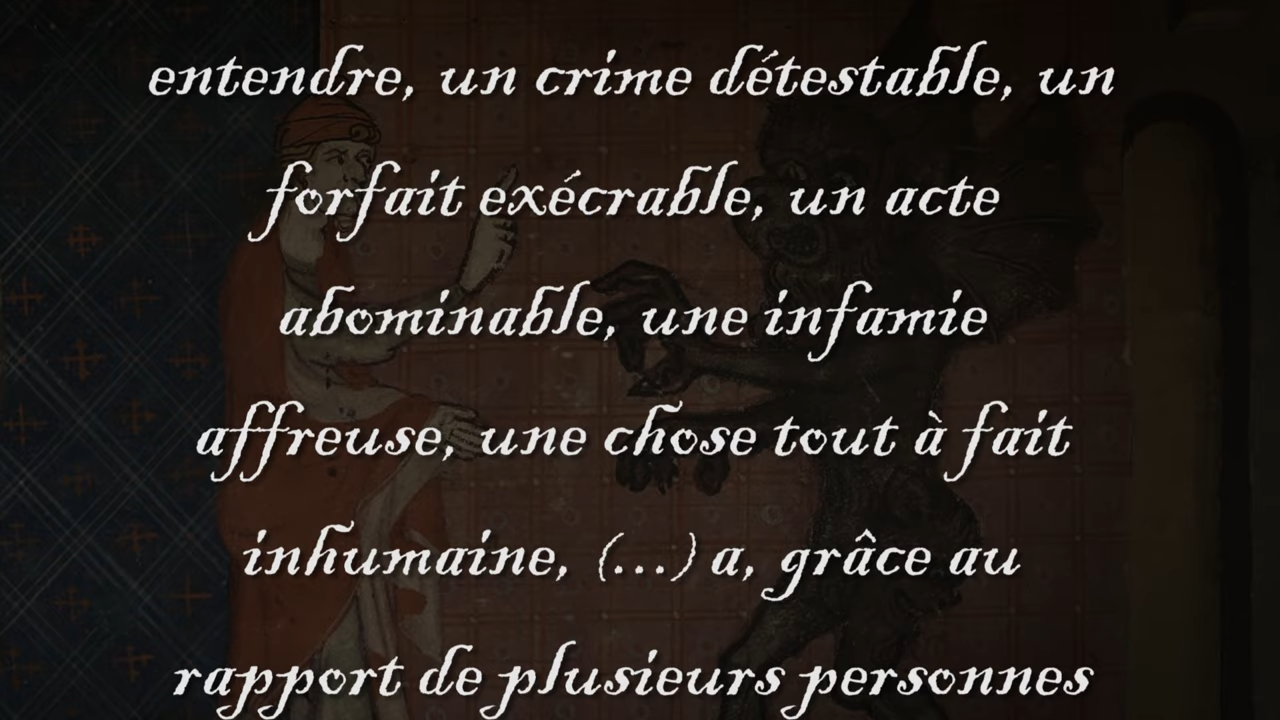 entendre, un crime détestable, un
forfait exécrable, un acte
abominable, une infamie
affreuse, une chose tout à fait
inhumaine, (...) a, grâce au
rapport de plusieurs personnes